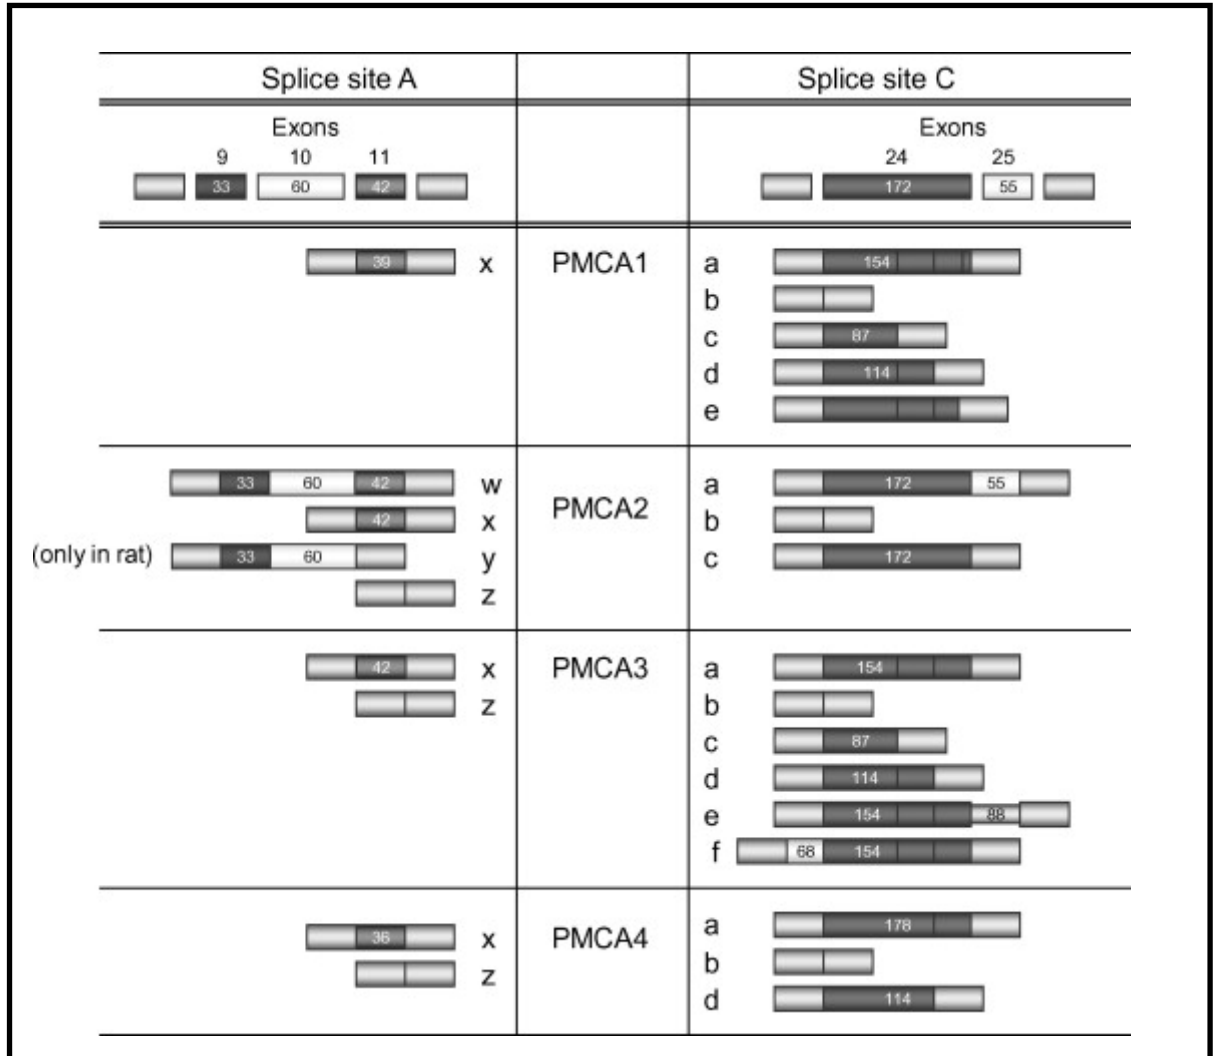 Splice site A Splice site C
Exons Exons
9 10 11 24 25
33 60 42 172 55
39 x PMCA1 a 154
b
c 87
d 114
e
33 60 42 w PMCA2 a 172 55
42 x b
(only in rat) 33 60 y c 172
z
42 x PMCA3 a 154
z b
c 87
d 114
e 154 88
f 68 154
36 x PMCA4 a 178
z b
d 114